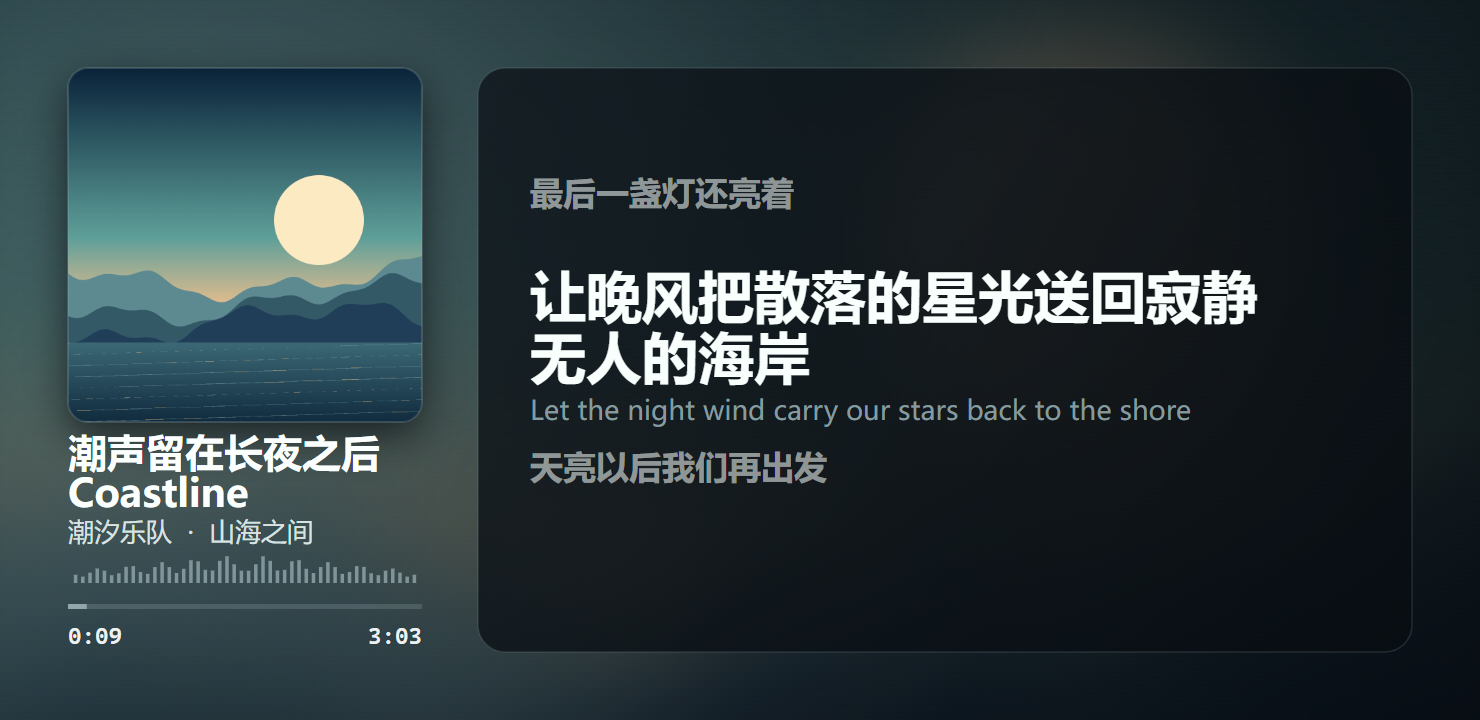 潮声留在长夜之后
Coastline
潮汐乐队 · 山海之间
0:09
3:03
最后一盏灯还亮着
让晚风把散落的星光送回寂静
无人的海岸
Let the night wind carry our stars back to the shore
天亮以后我们再出发